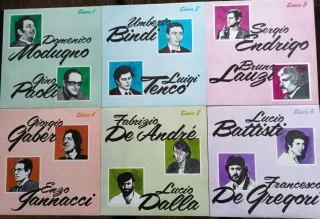 Disco 1
Domenico
Modugno
Gino
Paoli
Disco 2
Umberto
Bindi
Luigi
Tenco
Disco 3
Sergio
Endrigo
Bruno
Lauzi
Disco 4
Giorgio
Gaber
Enzo
Jannacci
Disco 5
Fabrizio
De André
Lucio
Dalla
Disco 6
Lucio
Battisti
Francesco
De Gregori